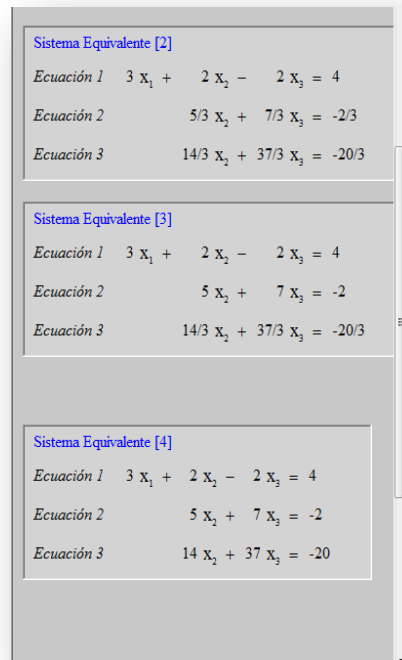 Sistema Equivalente [2]
Ecuación 1 3 x₁ + 2 x₂ − 2 x₃ = 4
Ecuación 2 5/3 x₂ + 7/3 x₃ = -2/3
Ecuación 3 14/3 x₂ + 37/3 x₃ = -20/3
Sistema Equivalente [3]
Ecuación 1 3 x₁ + 2 x₂ − 2 x₃ = 4
Ecuación 2 5 x₂ + 7 x₃ = -2
Ecuación 3 14/3 x₂ + 37/3 x₃ = -20/3
Sistema Equivalente [4]
Ecuación 1 3 x₁ + 2 x₂ − 2 x₃ = 4
Ecuación 2 5 x₂ + 7 x₃ = -2
Ecuación 3 14 x₂ + 37 x₃ = -20